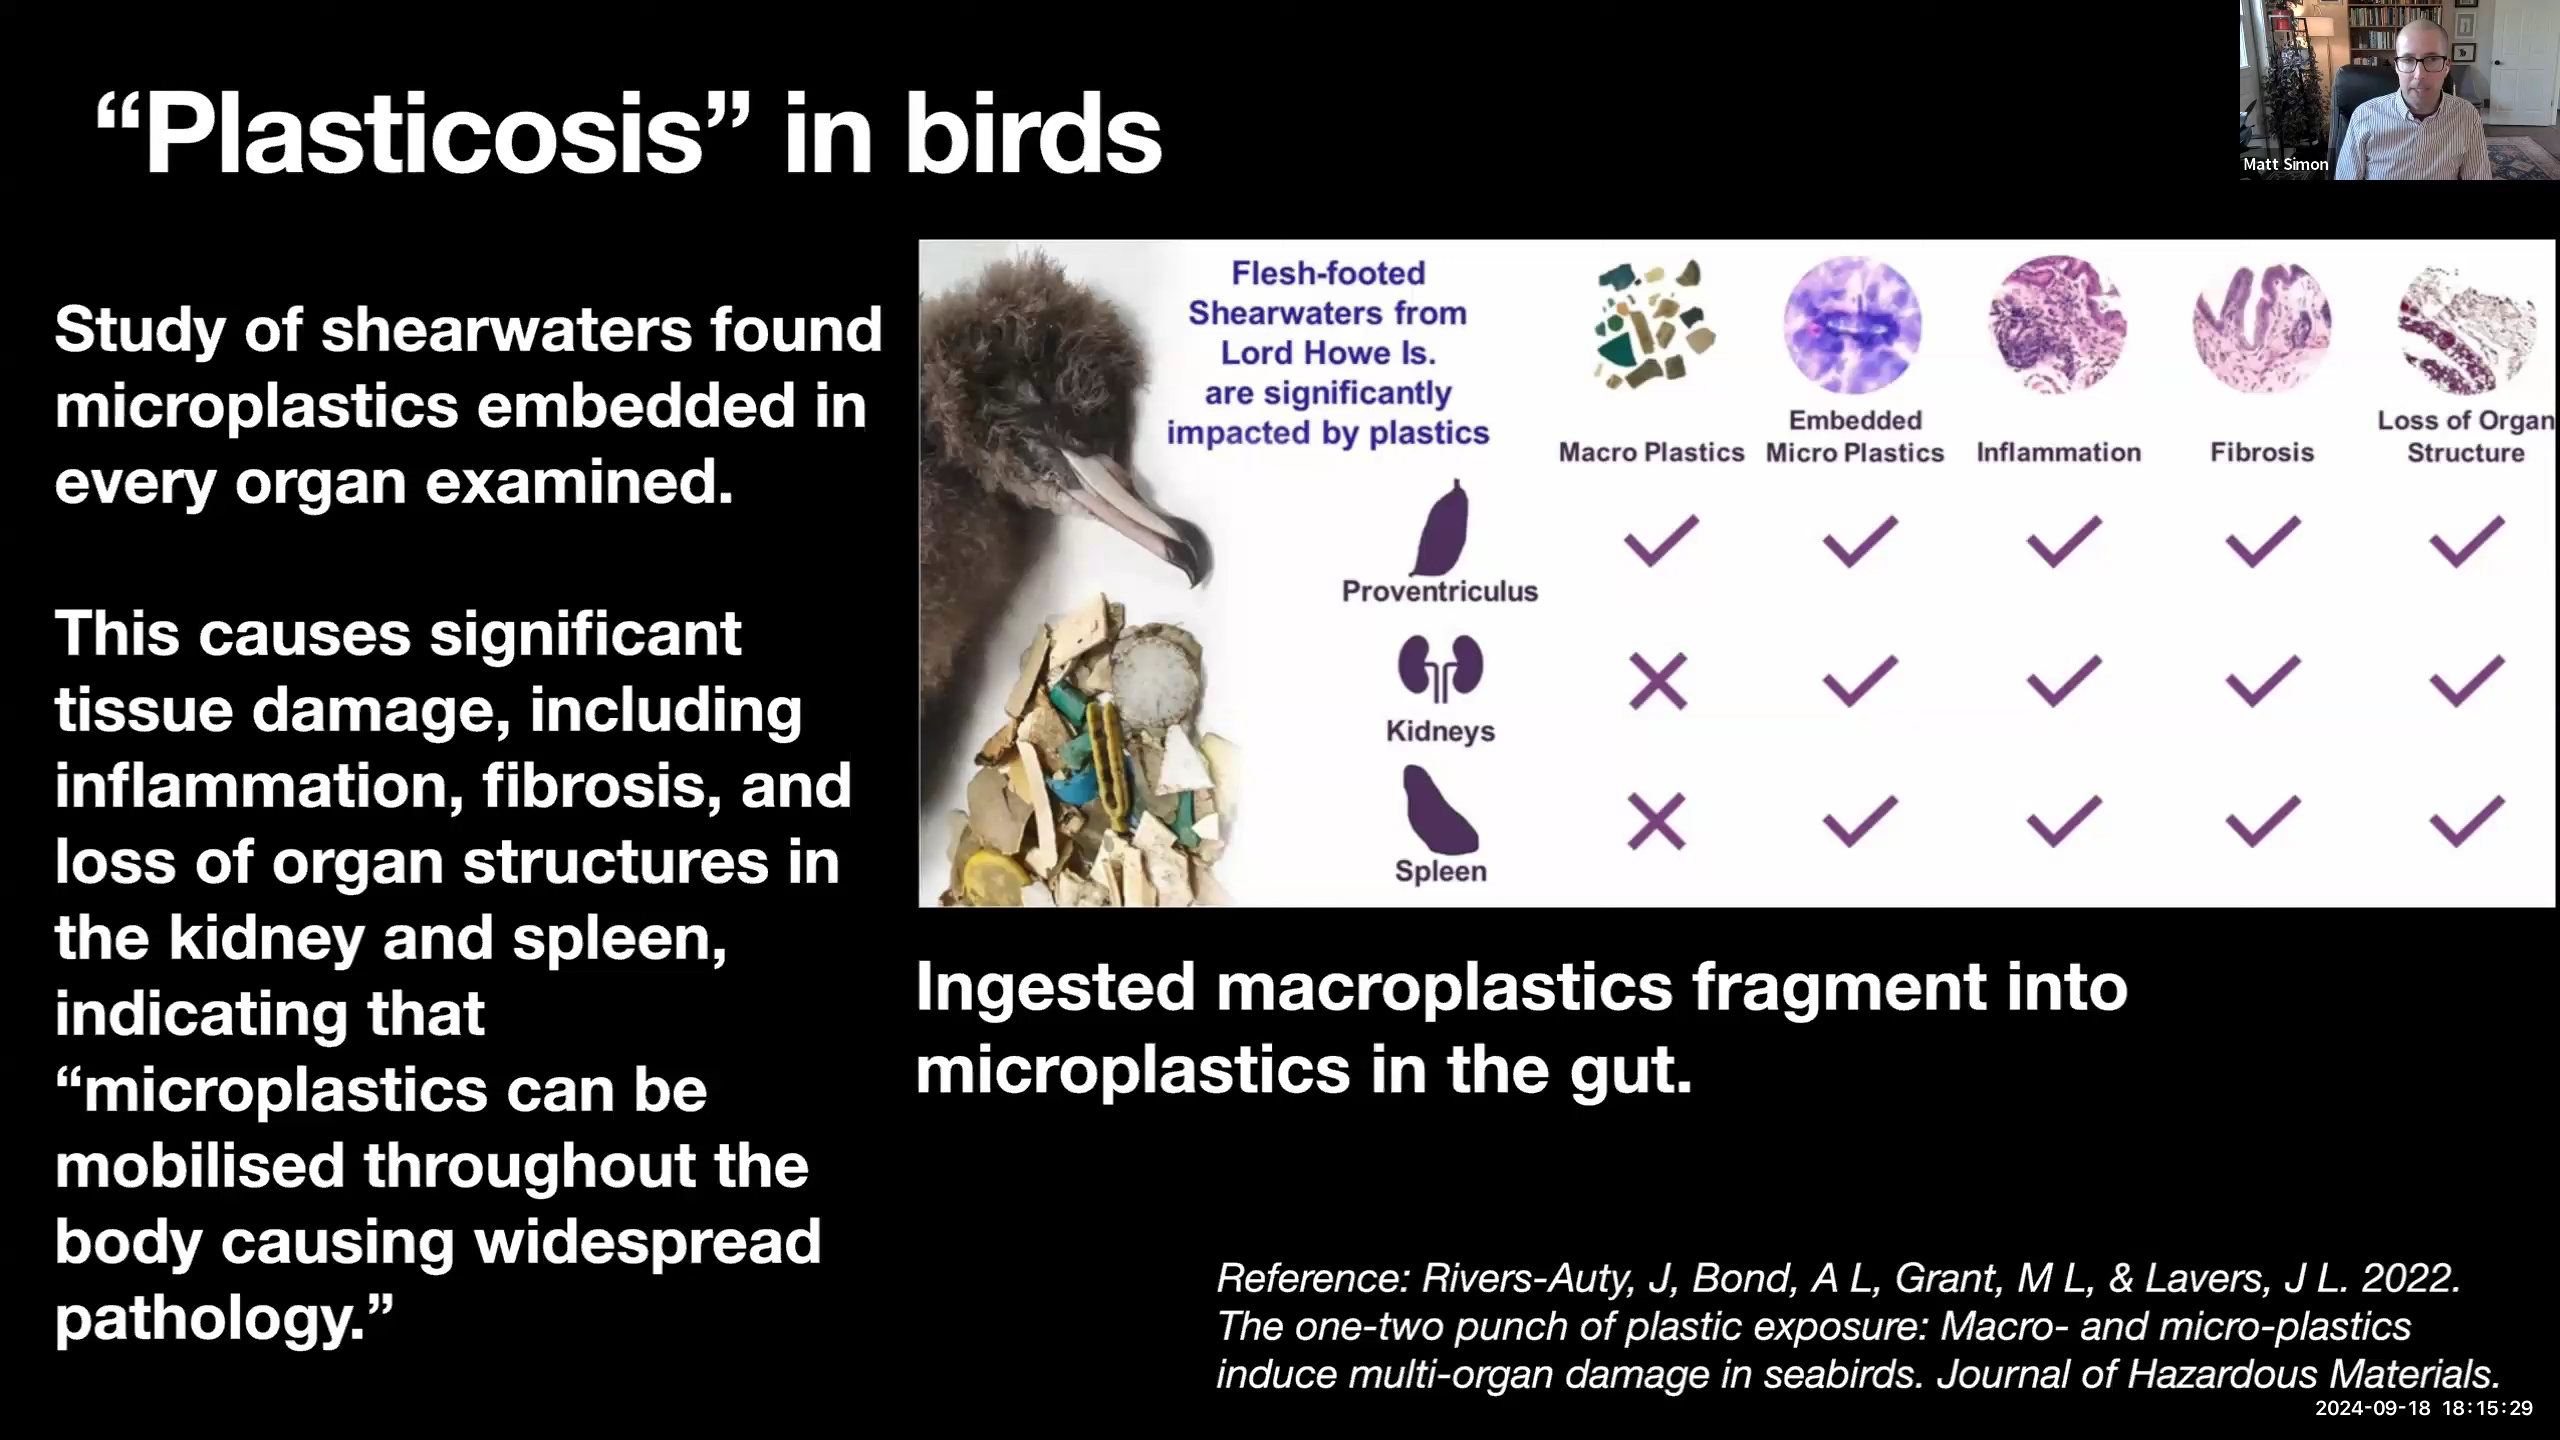 “Plasticosis” in birds
Matt Simon
Study of shearwaters found
microplastics embedded in
every organ examined.
This causes significant
tissue damage, including
inflammation, fibrosis, and
loss of organ structures in
the kidney and spleen,
indicating that
“microplastics can be
mobilised throughout the
body causing widespread
pathology.”
Flesh-footed
Shearwaters from
Lord Howe Is.
are significantly
impacted by plastics
Macro Plastics
Embedded
Micro Plastics
Inflammation
Fibrosis
Loss of Organ
Structure
Proventriculus
Kidneys
Spleen
Ingested macroplastics fragment into
microplastics in the gut.
Reference: Rivers-Auty, J, Bond, A L, Grant, M L, & Lavers, J L. 2022.
The one-two punch of plastic exposure: Macro- and micro-plastics
induce multi-organ damage in seabirds. Journal of Hazardous Materials.
2024-09-18 18:15:29